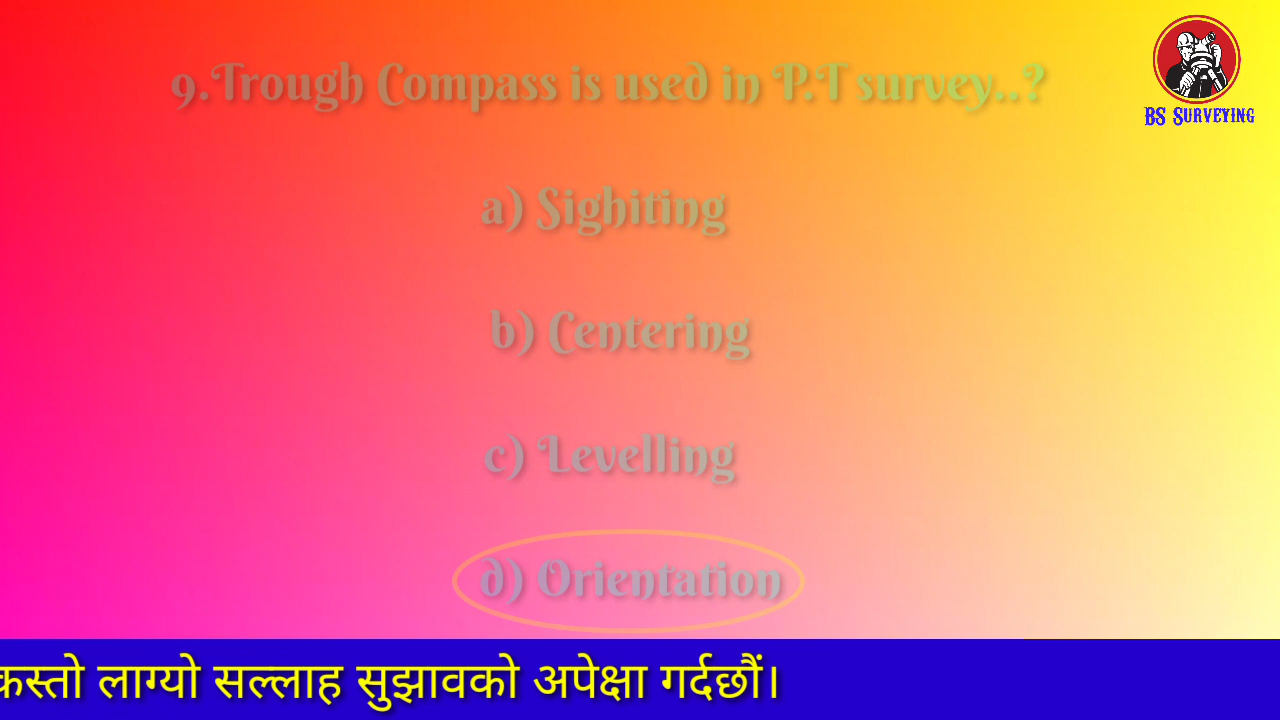 9.Trough Compass is used in P.T survey..?
BS SURVEYING
a) Sighiting
b) Centering
c) Levelling
d) Orientation
कस्तो लाग्यो सल्लाह सुझावको अपेक्षा गर्दछौं।